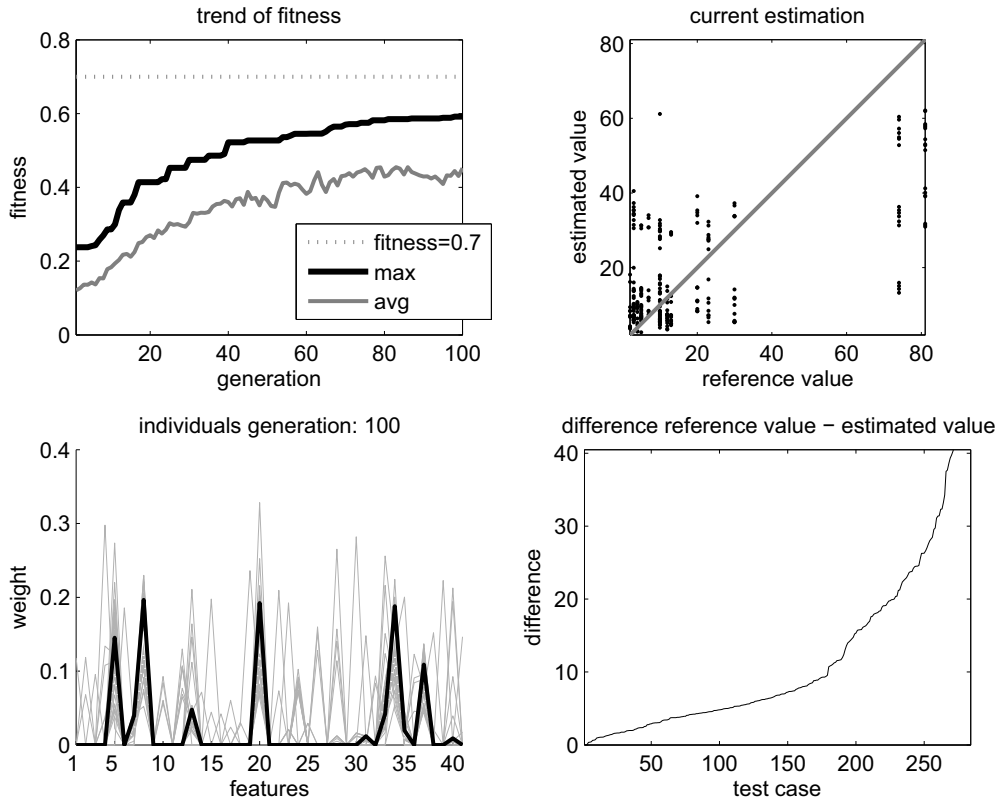 trend of fitness
0.8
0.6
0.4
0.2
0
fitness
20
40
60
80
100
generation
fitness=0.7
max
avg
current estimation
80
60
40
20
estimated value
20
40
60
80
reference value
individuals generation: 100
0.4
0.3
0.2
0.1
0
weight
1
5
10
15
20
25
30
35
40
features
difference reference value − estimated value
40
30
20
10
0
difference
50
100
150
200
250
test case